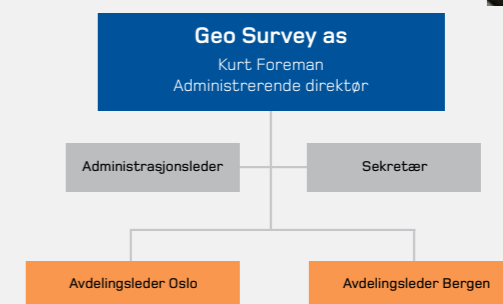 Geo Survey as
Kurt Foreman
Administrerende direktør
Administrasjonsleder
Sekretær
Avdelingsleder Oslo
Avdelingsleder Bergen